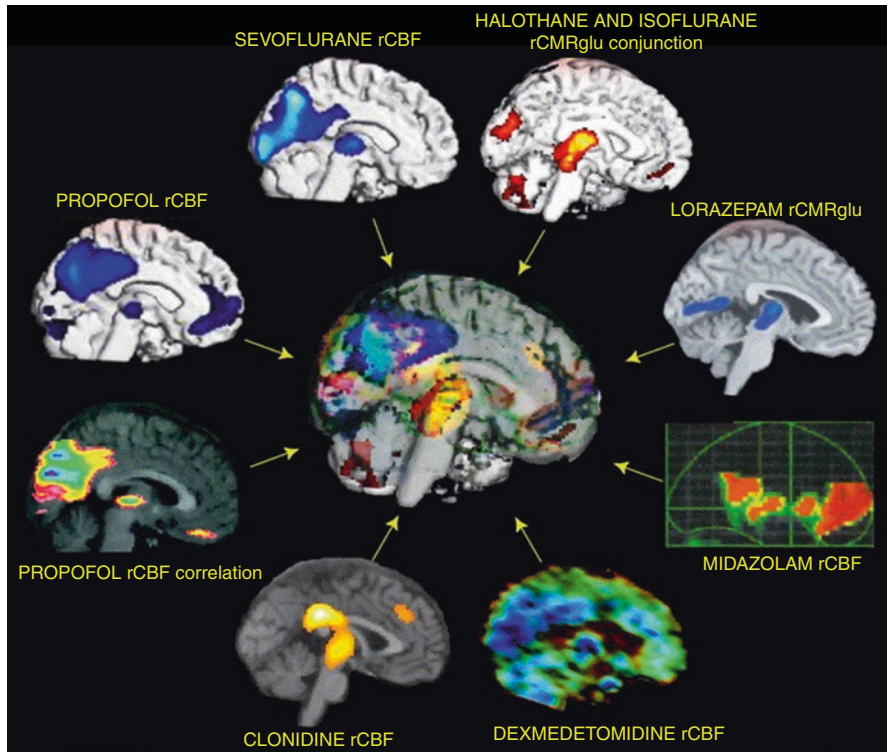 SEVOFLURANE rCBF
HALOTHANE AND ISOFLURANE
rCMRglu conjunction
PROPOFOL rCBF
LORAZEPAM rCMRglu
PROPOFOL rCBF correlation
MIDAZOLAM rCBF
CLONIDINE rCBF
DEXMEDETOMIDINE rCBF